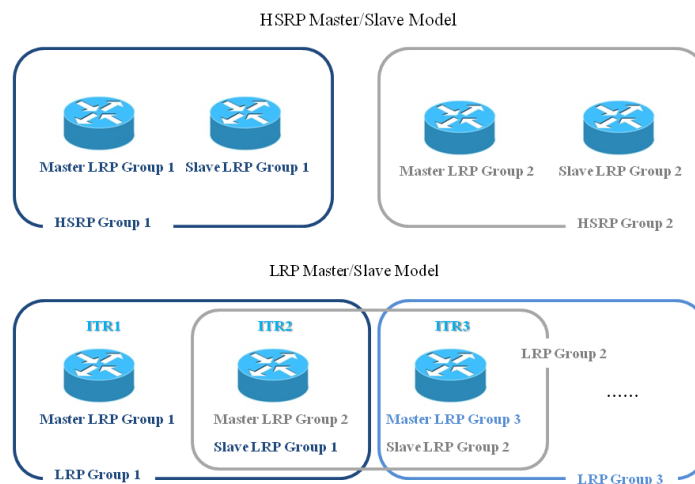 HSRP Master/Slave Model
Master LRP Group 1
Slave LRP Group 1
HSRP Group 1
Master LRP Group 2
Slave LRP Group 2
HSRP Group 2
LRP Master/Slave Model
ITR1
ITR2
ITR3
LRP Group 2
......
Master LRP Group 1
Master LRP Group 2
Master LRP Group 3
Slave LRP Group 1
Slave LRP Group 2
LRP Group 1
LRP Group 3